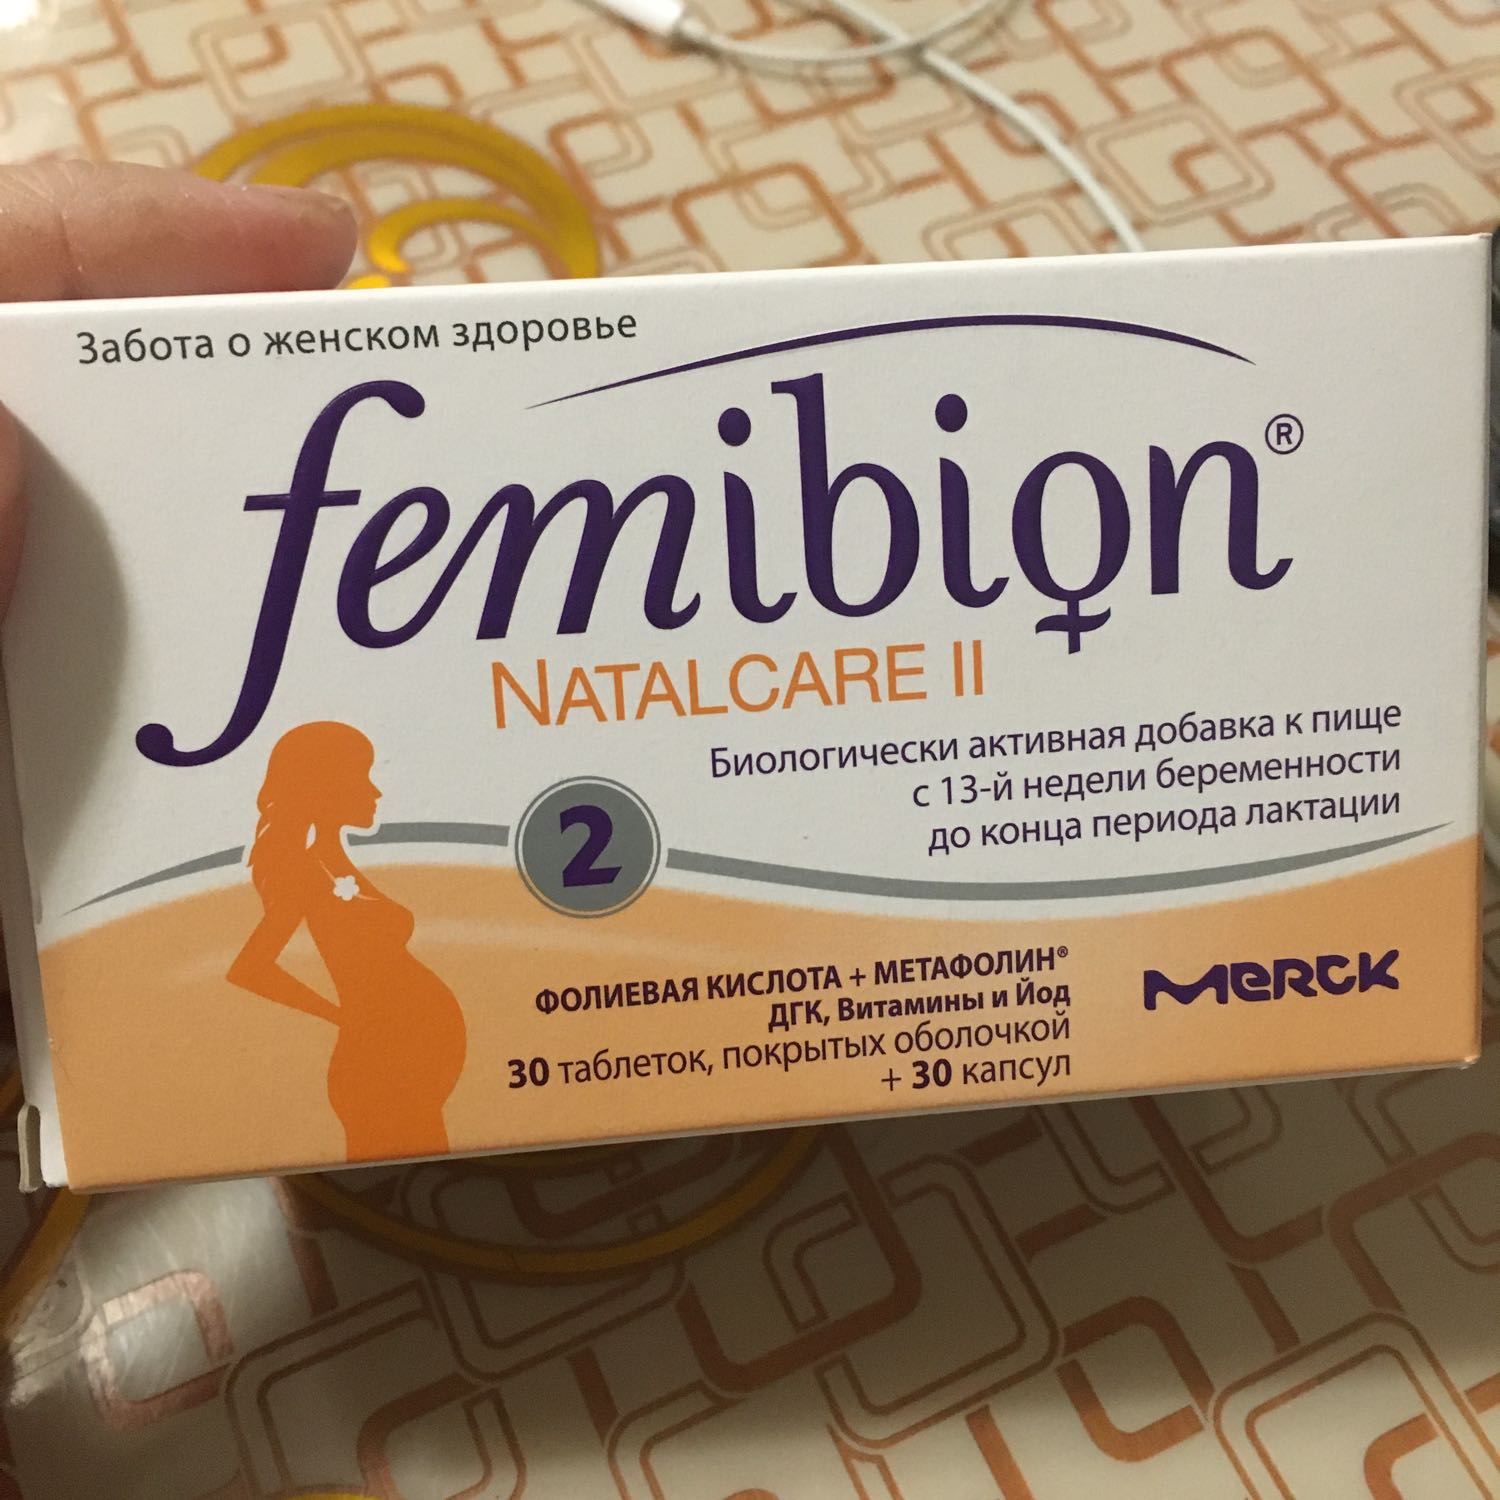 Забота о женском здоровье
femibion®
NATALCARE II
Биологически активная добавка к пище
с 13-й недели беременности
до конца периода лактации
2
ФОЛИЕВАЯ КИСЛОТА + МЕТАФОЛИН®
ДГК, Витамины и Йод
30 таблеток, покрытых оболочкой
+ 30 капсул
MERCK